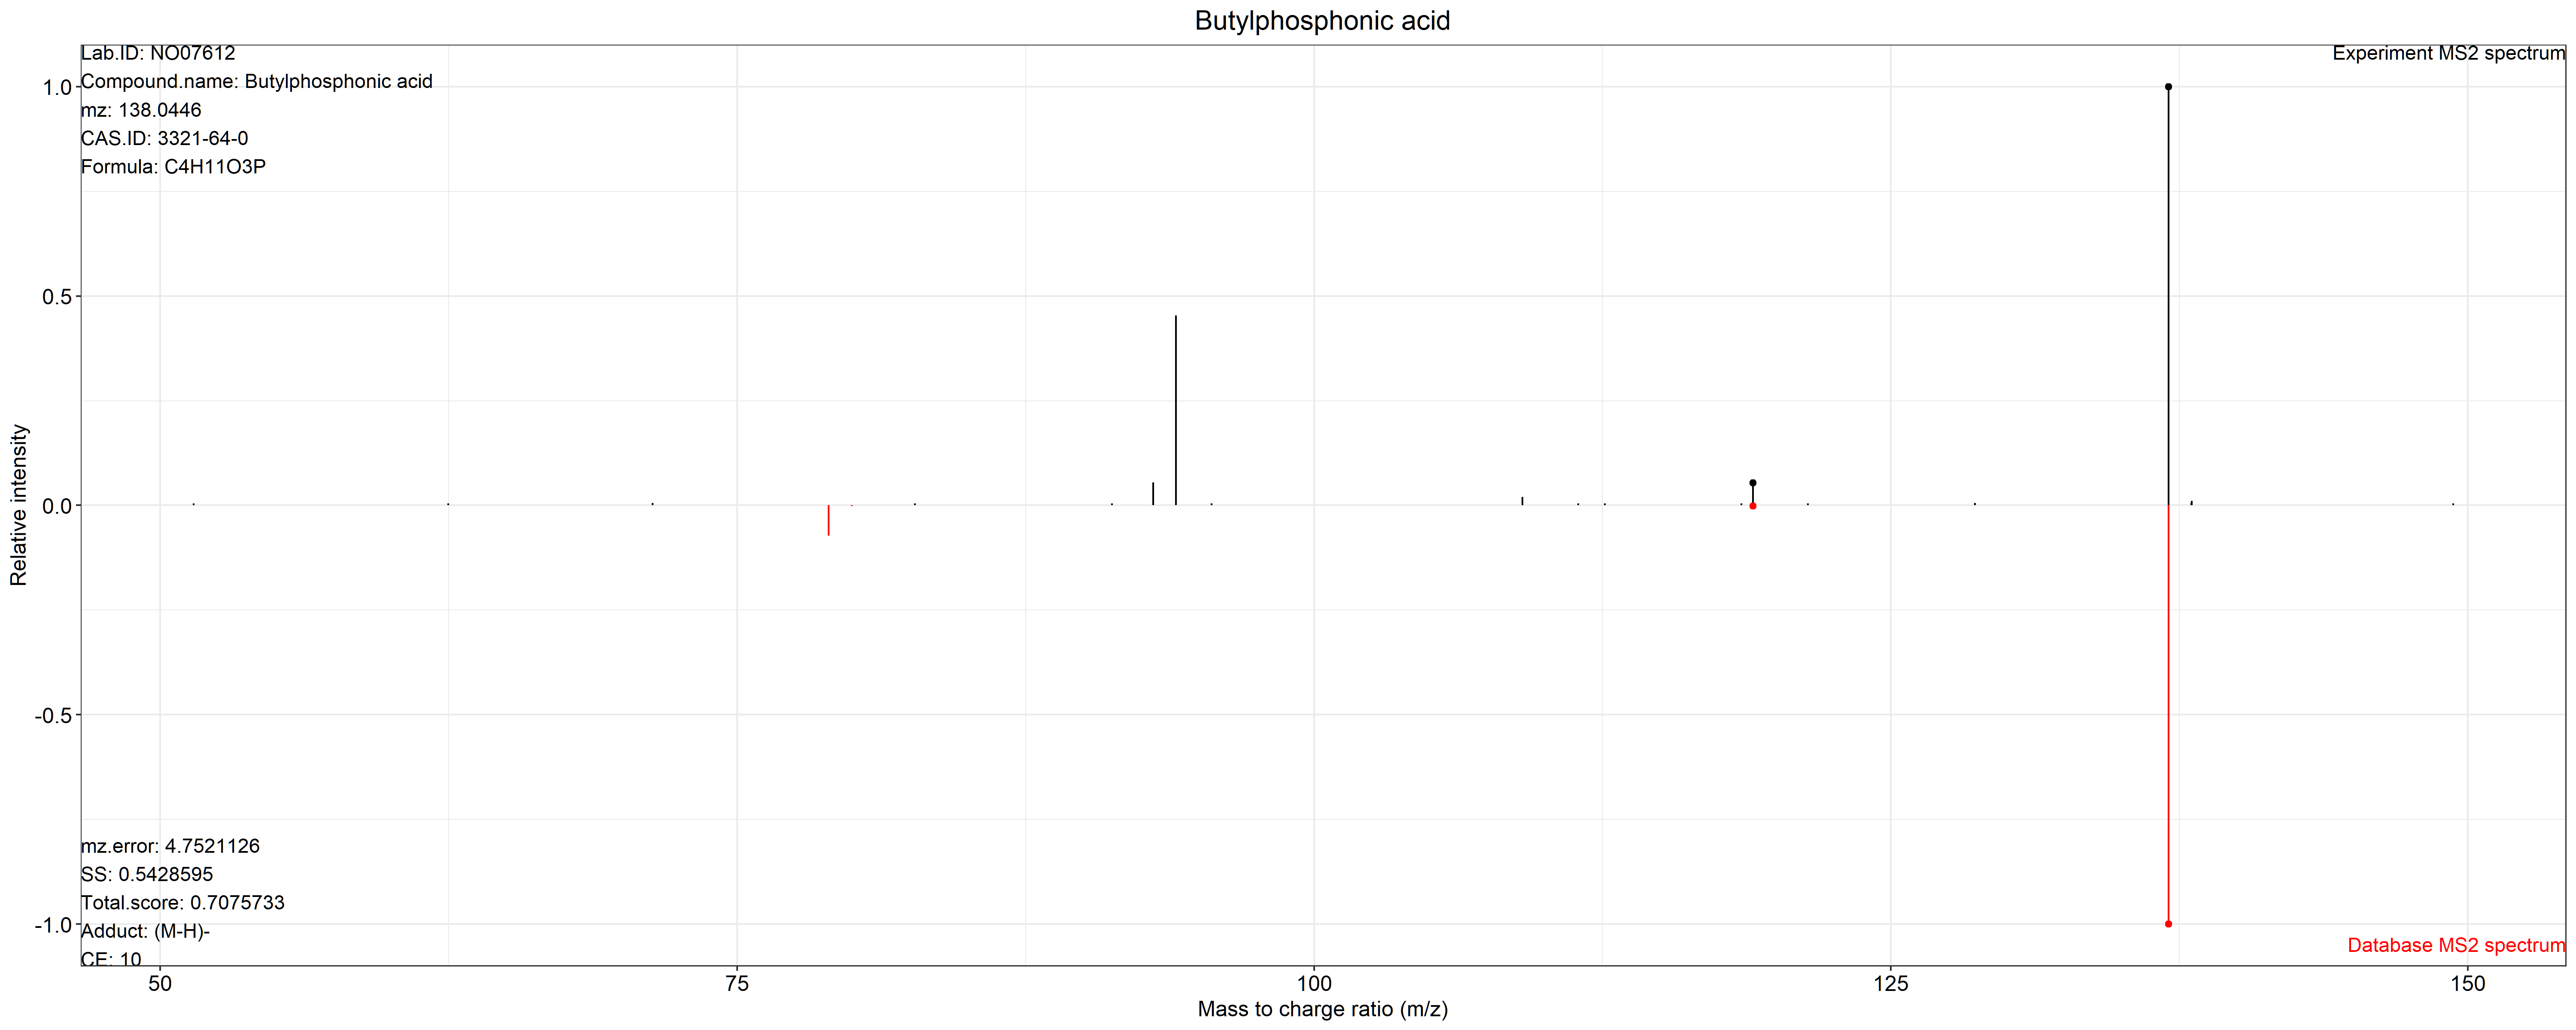 Butylphosphonic acid
Lab.ID: NO07612
Experiment MS2 spectrum
Compound.name: Butylphosphonic acid
mz: 138.0446
CAS.ID: 3321-64-0
Formula: C4H11O3P
1.0
0.5
0.0
-0.5
-1.0
Relative intensity
mz.error: 4.7521126
SS: 0.5428595
Total.score: 0.7075733
Adduct: (M-H)-
CE: 10
Database MS2 spectrum
50 75 100 125 150
Mass to charge ratio (m/z)